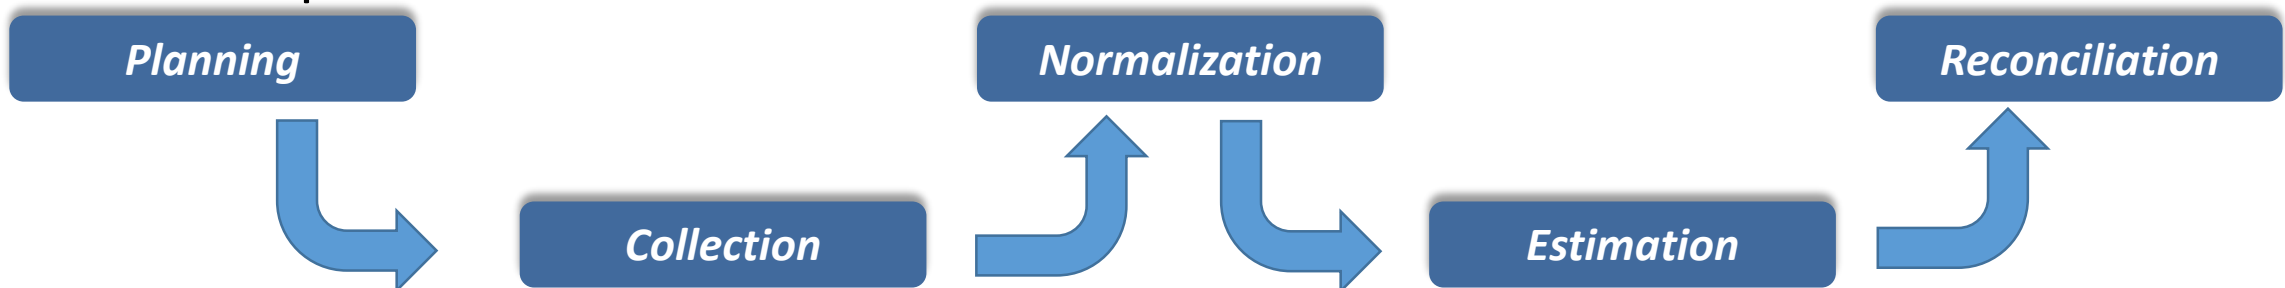 Planning
Collection
Normalization
Estimation
Reconciliation